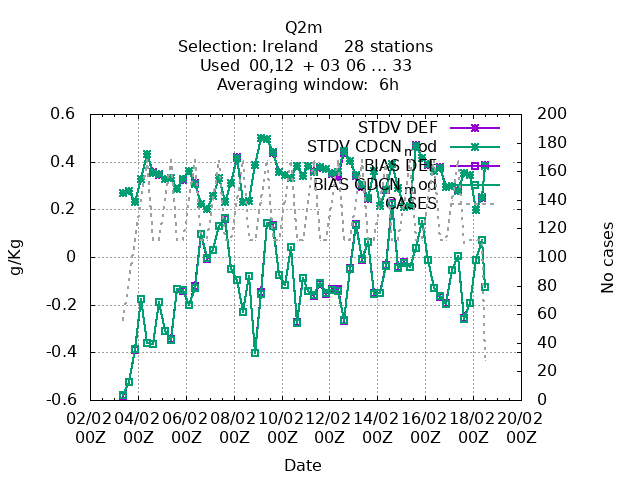 Q2m
Selection: Ireland 28 stations
Used 00,12 + 03 06 ... 33
Averaging window: 6h
0.6
0.4
0.2
0
-0.2
-0.4
-0.6
g/Kg
STDV DEF
STDV CDCN_mod
BIAS DEF
BIAS CDCN_mod
CASES
200
180
160
140
120
100
80
60
40
20
0
No cases
02/02 04/02 06/02 08/02 10/02 12/02 14/02 16/02 18/02 20/02
00Z 00Z 00Z 00Z 00Z 00Z 00Z 00Z 00Z 00Z
Date